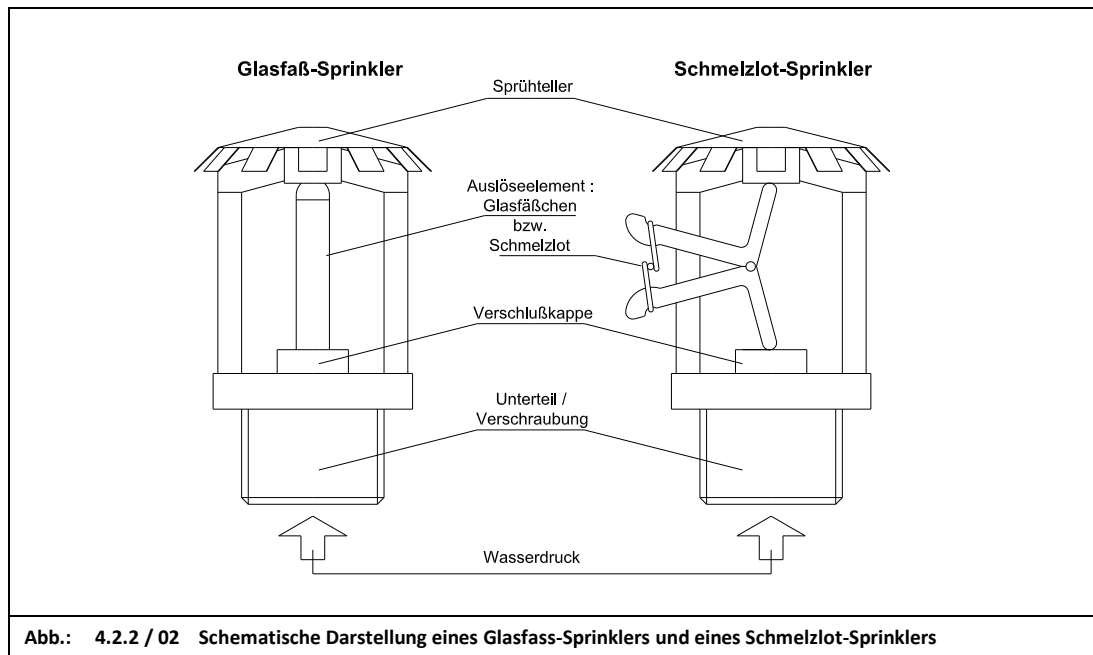 Glasfaß-Sprinkler
Schmelzlot-Sprinkler
Sprühteller
Auslöseelement :
Glasfäßchen
bzw.
Schmelzlot
Verschlußkappe
Unterteil /
Verschraubung
Wasserdruck
Abb.: 4.2.2 / 02 Schematische Darstellung eines Glasfass-Sprinklers und eines Schmelzlot-Sprinklers